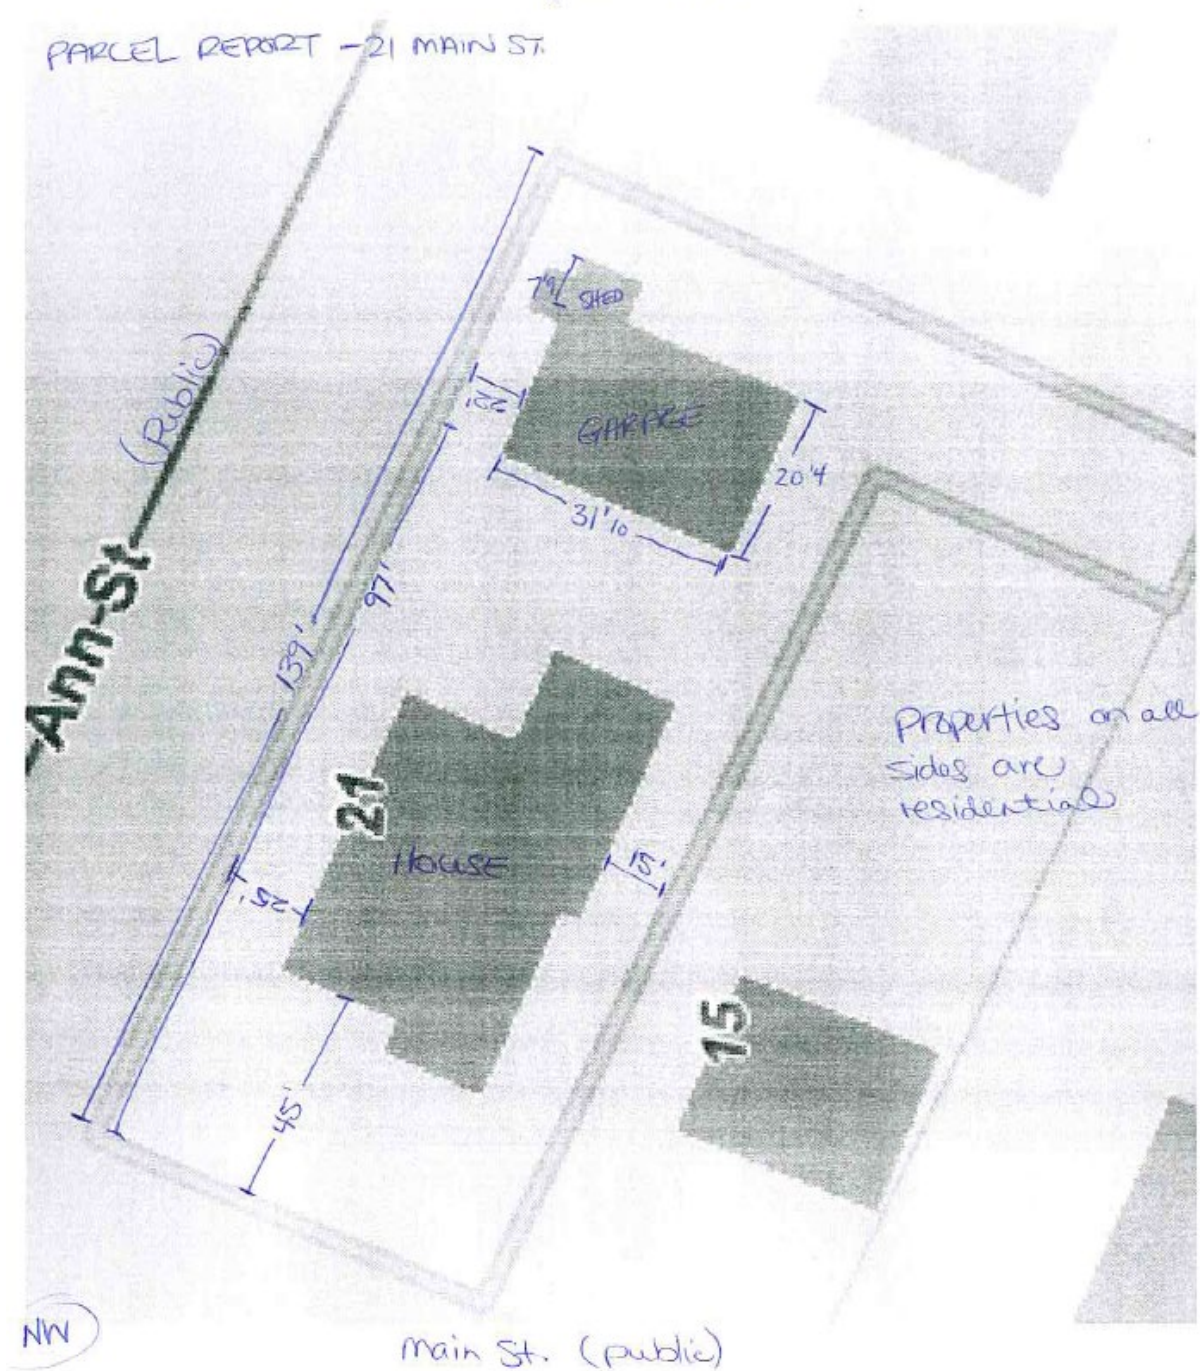 PARCEL REPORT - 21 MAIN ST.
7'9
SHED
(Public)
22'
GARAGE
20'4
31'10
Ann-St
97'
139'
Properties on all
sides are
residential
21
HOUSE
15'
25'
15
45'
NW
Main St. (public)